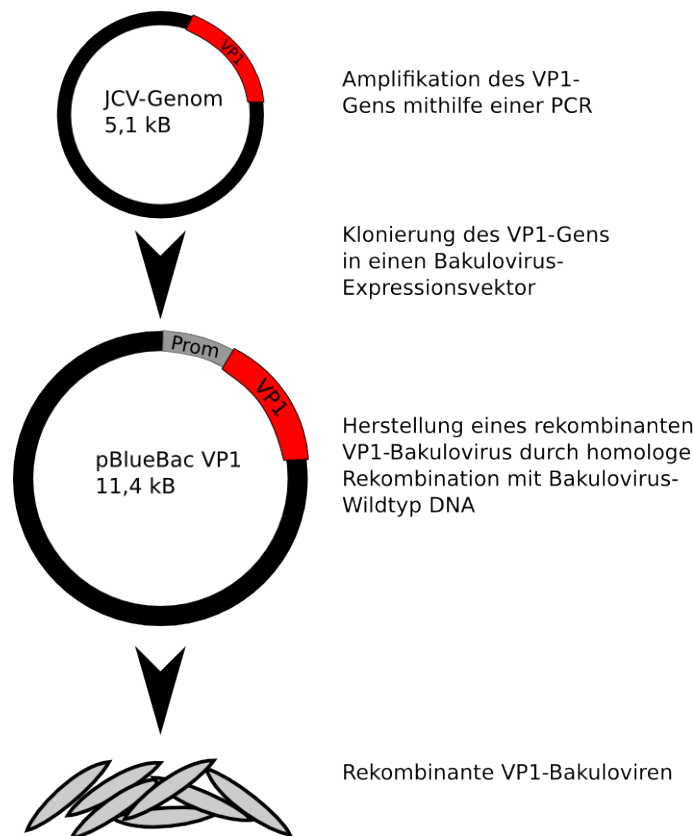 VP1
JCV-Genom
5,1 kB
Amplifikation des VP1-
Gens mithilfe einer PCR
Klonierung des VP1-Gens
in einen Bakulovirus-
Expressionsvektor
Prom
VP1
pBlueBac VP1
11,4 kB
Herstellung eines rekombinanten
VP1-Bakulovirus durch homologe
Rekombination mit Bakulovirus-
Wildtyp DNA
Rekombinante VP1-Bakuloviren